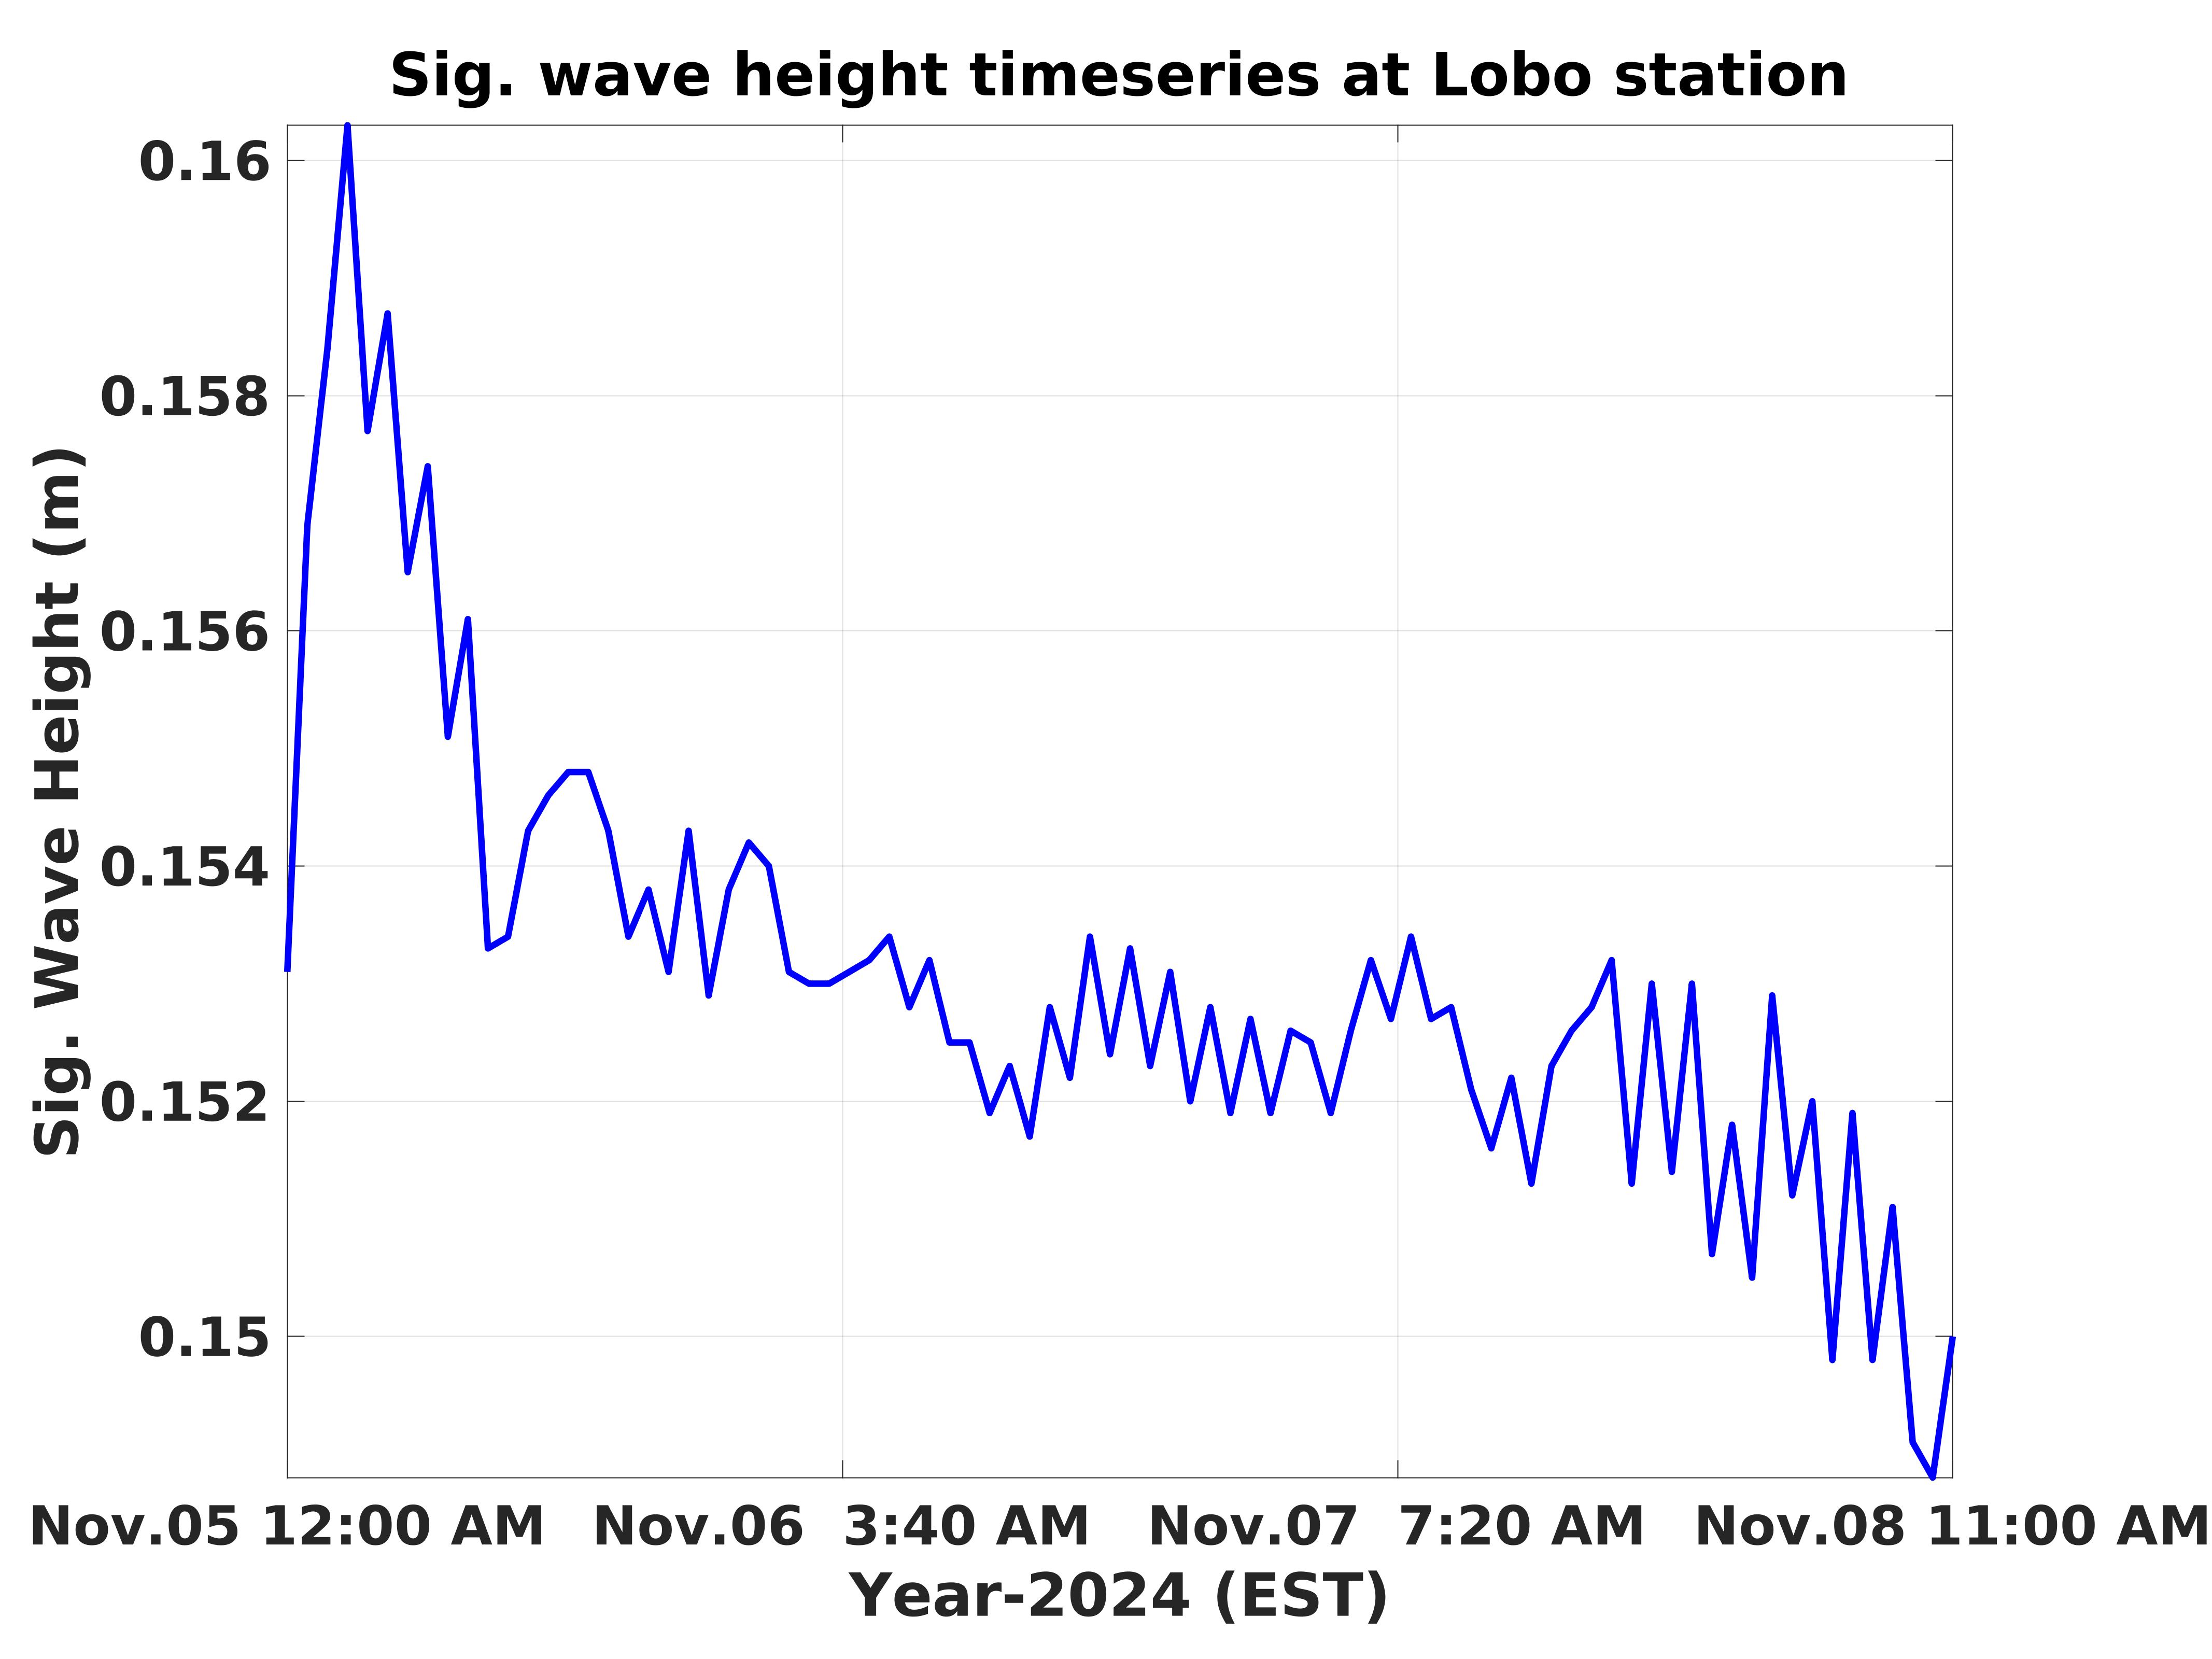 Sig. wave height timeseries at Lobo station
Sig. Wave Height (m)
0.16
0.158
0.156
0.154
0.152
0.15
Nov.05 12:00 AM Nov.06 3:40 AM Nov.07 7:20 AM Nov.08 11:00 AM
Year-2024 (EST)